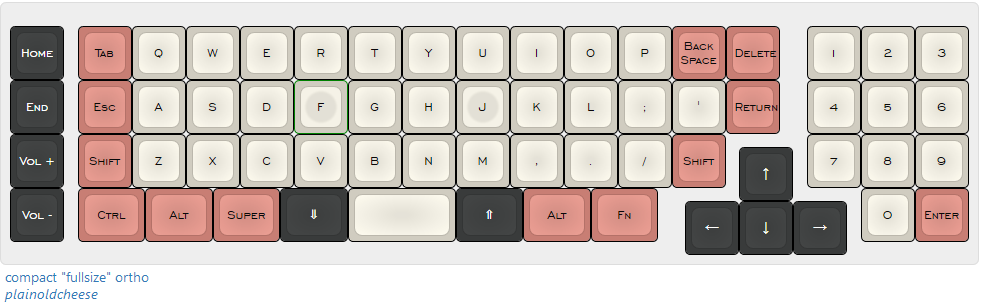 Home Tab Q W E R T Y U I O P Back Space Delete 1 2 3
End Esc A S D F G H J K L ; ' Return 4 5 6
Vol + Shift Z X C V B N M , . / Shift ↑ 7 8 9
Vol - Ctrl Alt Super ⇓ ⇑ Alt Fn ← ↓ → 0 Enter
compact "fullsize" ortho
plainoldcheese